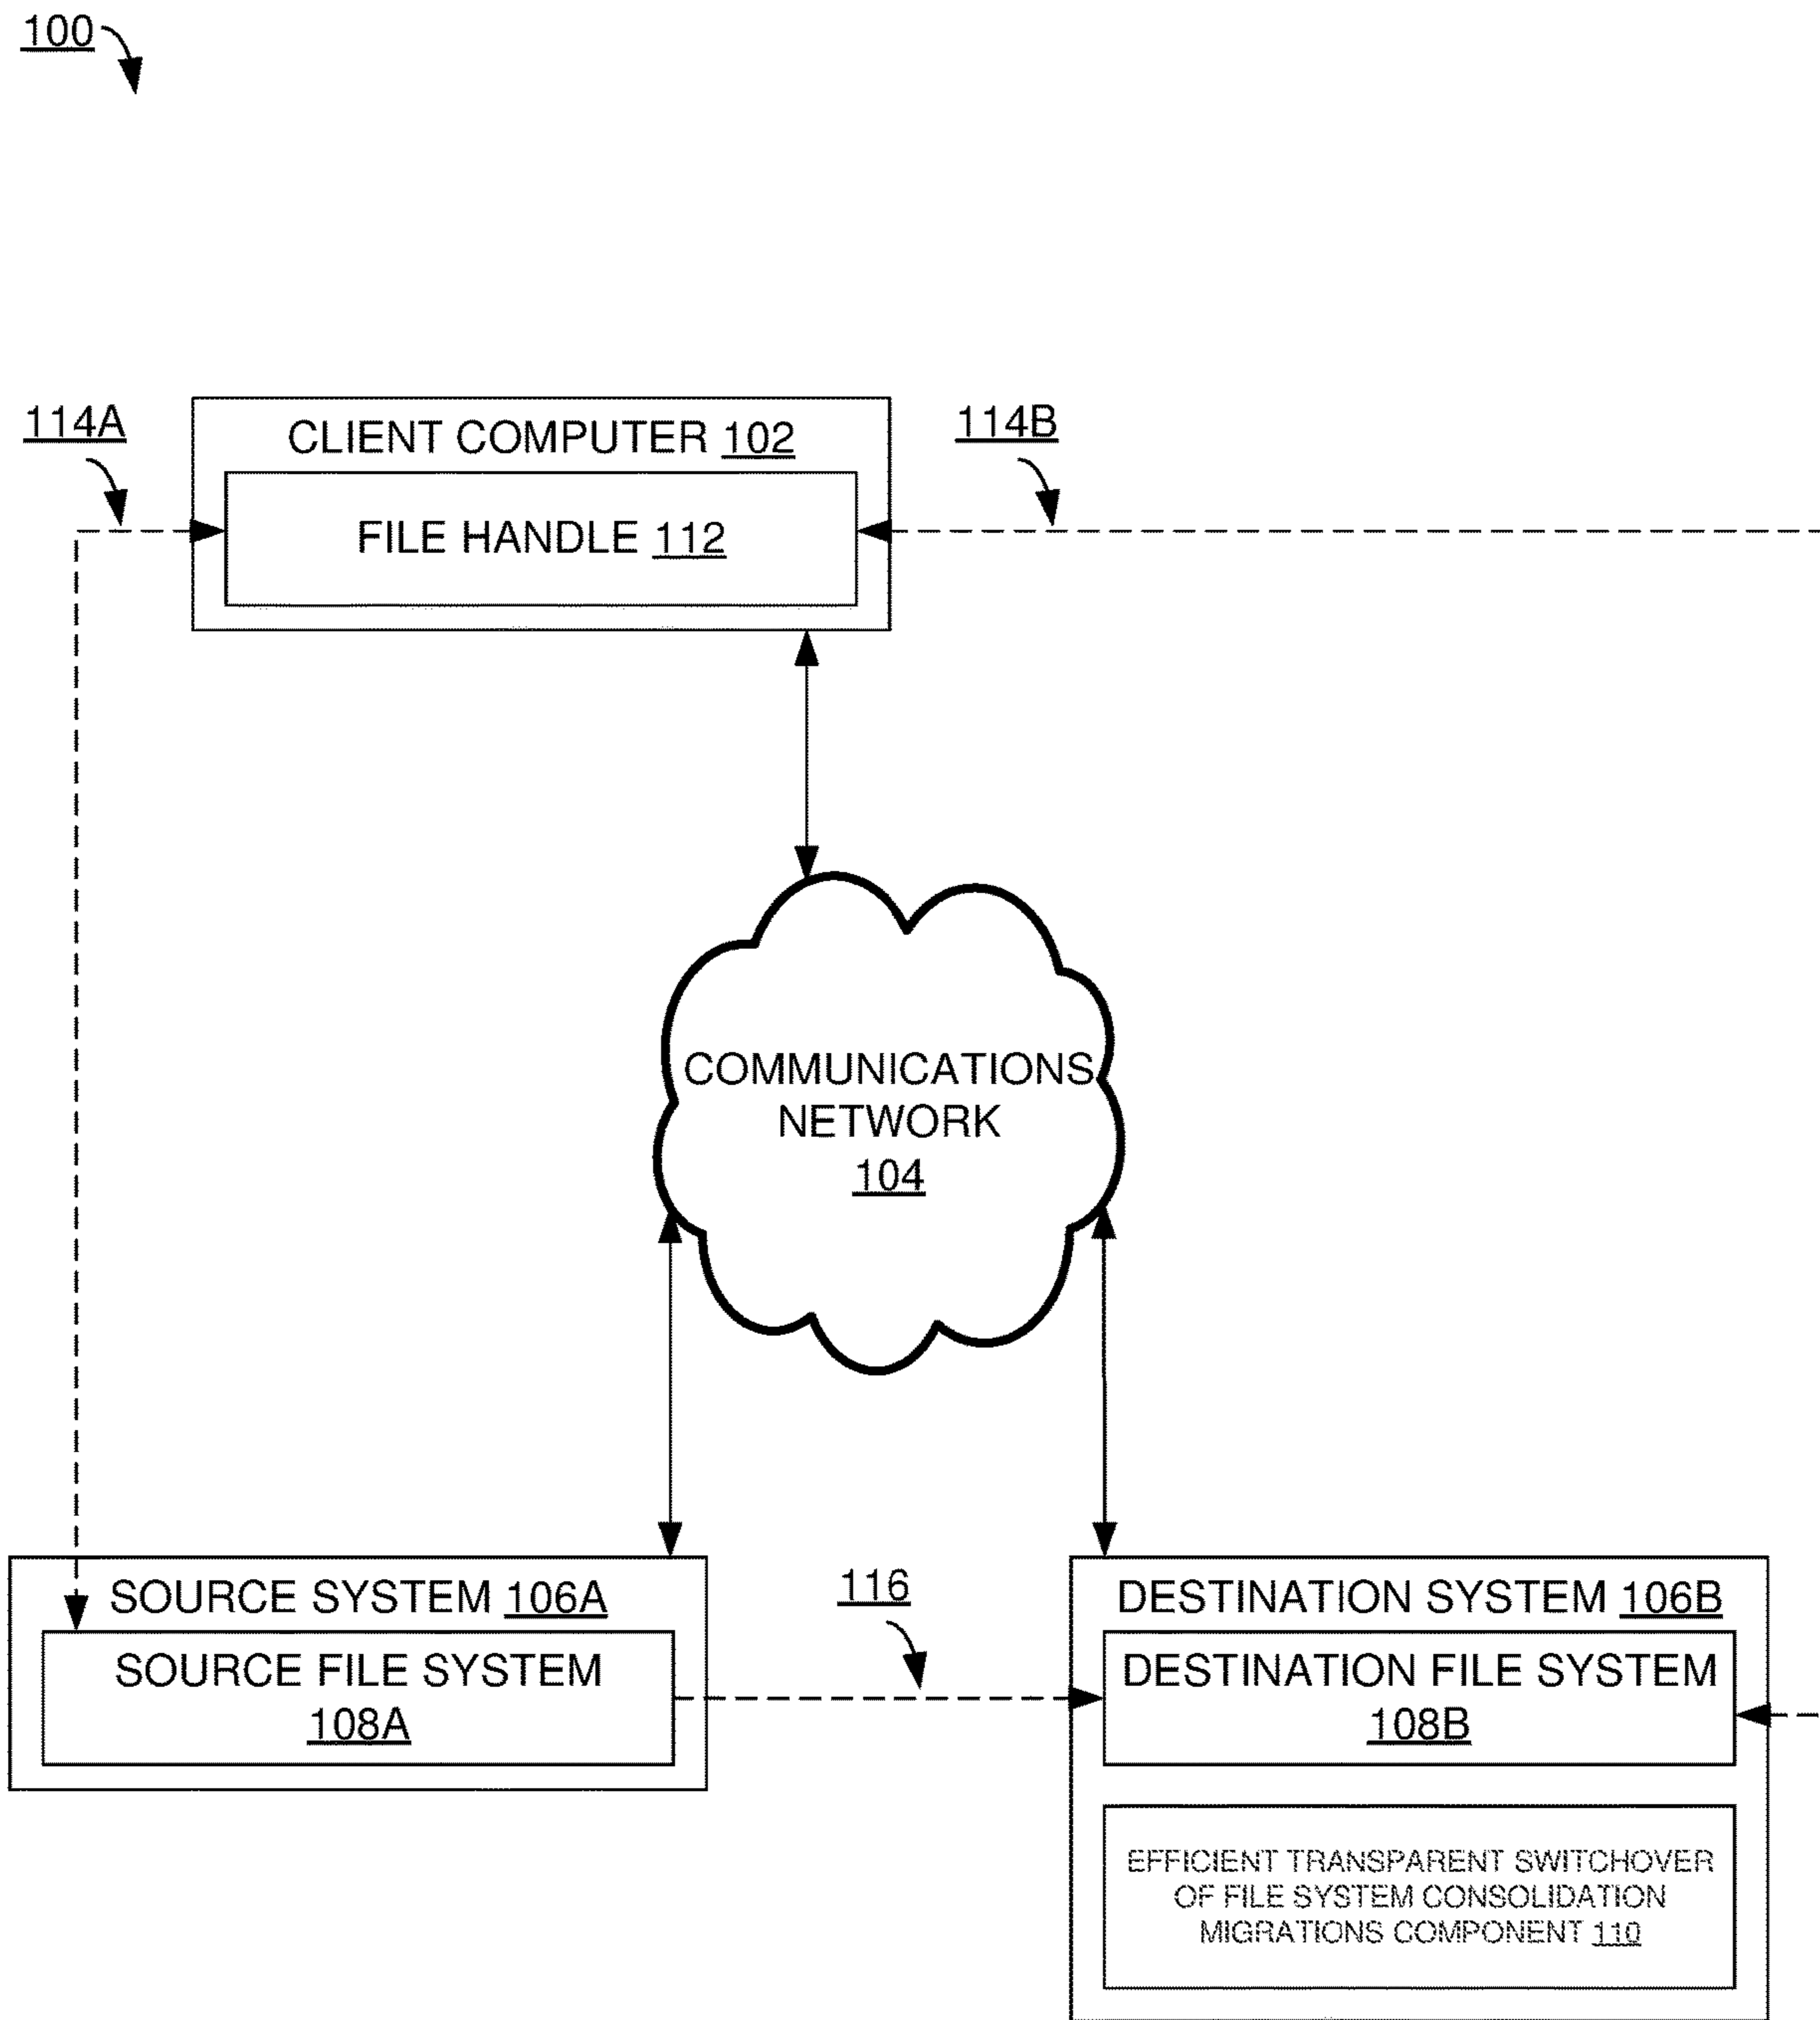 100
114A
CLIENT COMPUTER 102
114B
FILE HANDLE 112
COMMUNICATIONS
NETWORK
104
SOURCE SYSTEM 106A
116
DESTINATION SYSTEM 106B
SOURCE FILE SYSTEM
108A
DESTINATION FILE SYSTEM
108B
EFFICIENT TRANSPARENT SWITCHOVER
OF FILE SYSTEM CONSOLIDATION
MIGRATIONS COMPONENT 110